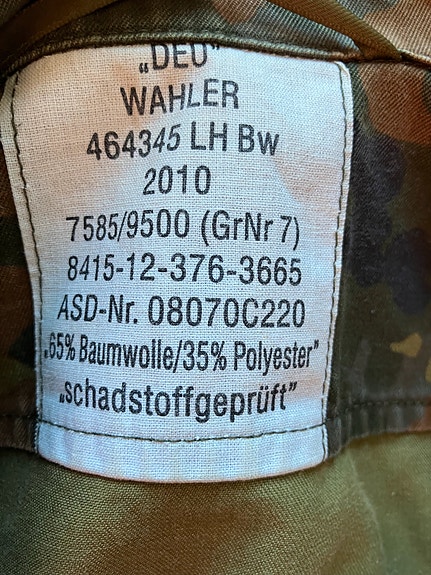 „DEU"
WAHLER
464345 LH Bw
2010
7585/9500 (GrNr 7)
8415-12-376-3665
ASD-Nr. 08070C220
„65% Baumwolle/35% Polyester"
„schadstoffgeprüft"